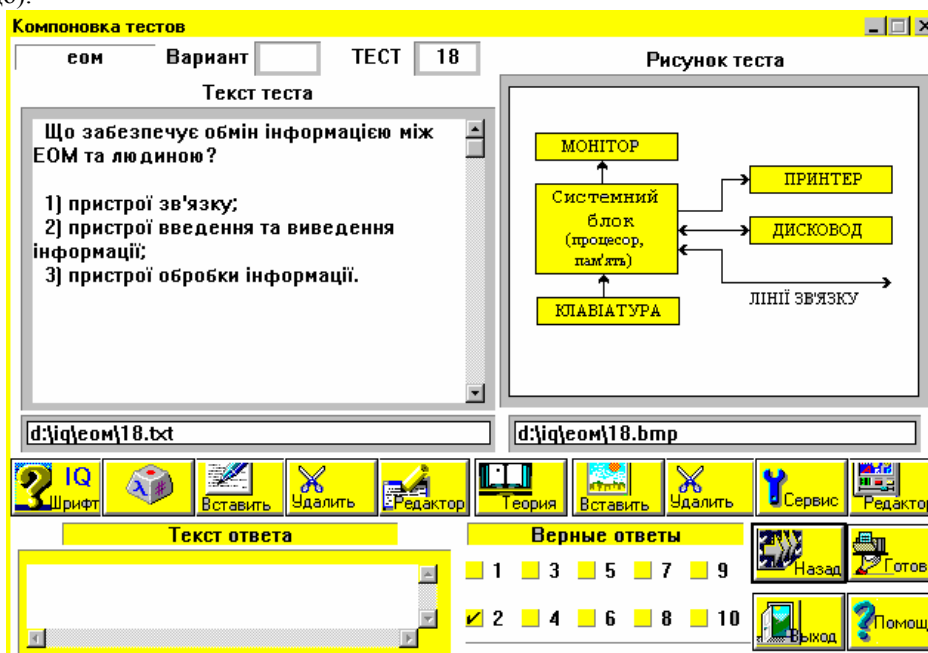 Компоновка тестов
еом Вариант ТЕСТ 18
Рисунок теста
Текст теста
Що забезпечує обмін інформацією між
ЕОМ та людиною?
1) пристрої зв'язку;
2) пристрої введення та виведення
інформації;
3) пристрої обробки інформації.
МОНІТОР
ПРИНТЕР
Системний
блок
(процесор,
пам'ять)
ДИСКОВОД
ЛІНІЇ ЗВ'ЯЗКУ
КЛАВІАТУРА
d:\iq\еом\18.txt
d:\iq\еом\18.bmp
IQ
Шрифт
λ #
Вставить
Удалить
Редактор
Теория
Вставить
Удалить
Сервис
Редактор
Текст ответа
Верные ответы
1 3 5 7 9
2 4 6 8 10
Назад
Готов
Выход
Помощ